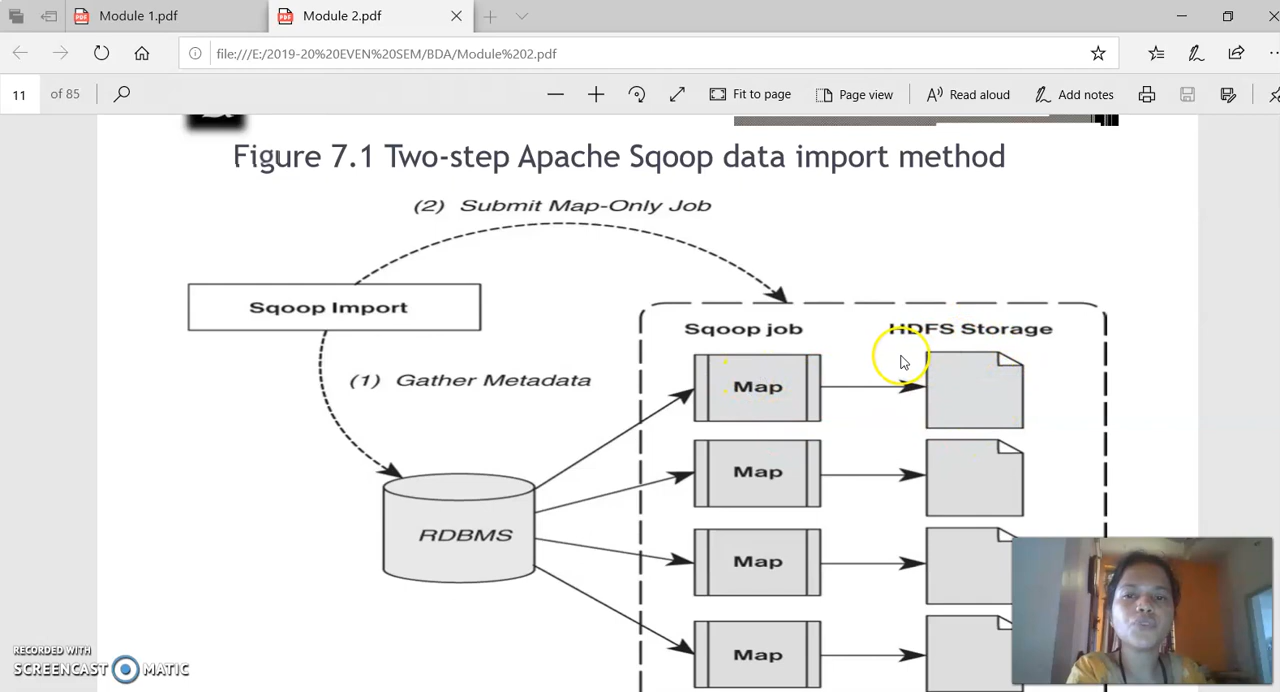 Module 1.pdf
Module 2.pdf
file:///E:/2019-20%20EVEN%20SEM/BDA/Module%202.pdf
11 of 85
Fit to page
Page view
Read aloud
Add notes
Figure 7.1 Two-step Apache Sqoop data import method
(2) Submit Map-Only Job
Sqoop Import
Sqoop job
HDFS Storage
(1) Gather Metadata
Map
Map
RDBMS
Map
Map
RECORDED WITH
SCREENCAST MATIC